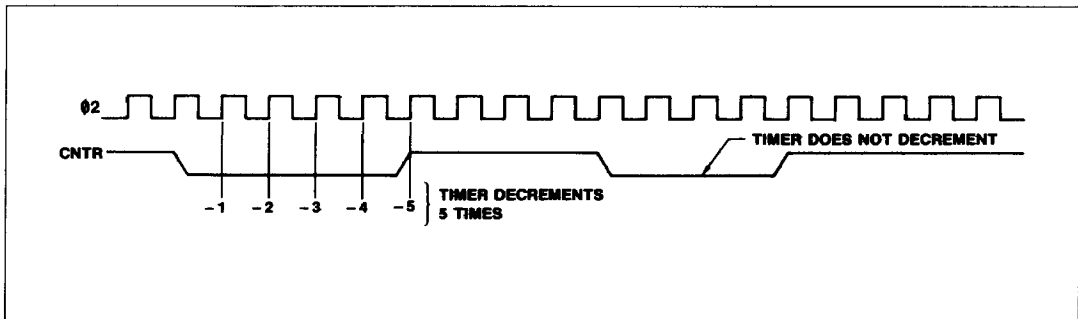 ϕ2
CNTR
TIMER DOES NOT DECREMENT
-1 -2 -3 -4 -5
TIMER DECREMENTS
5 TIMES